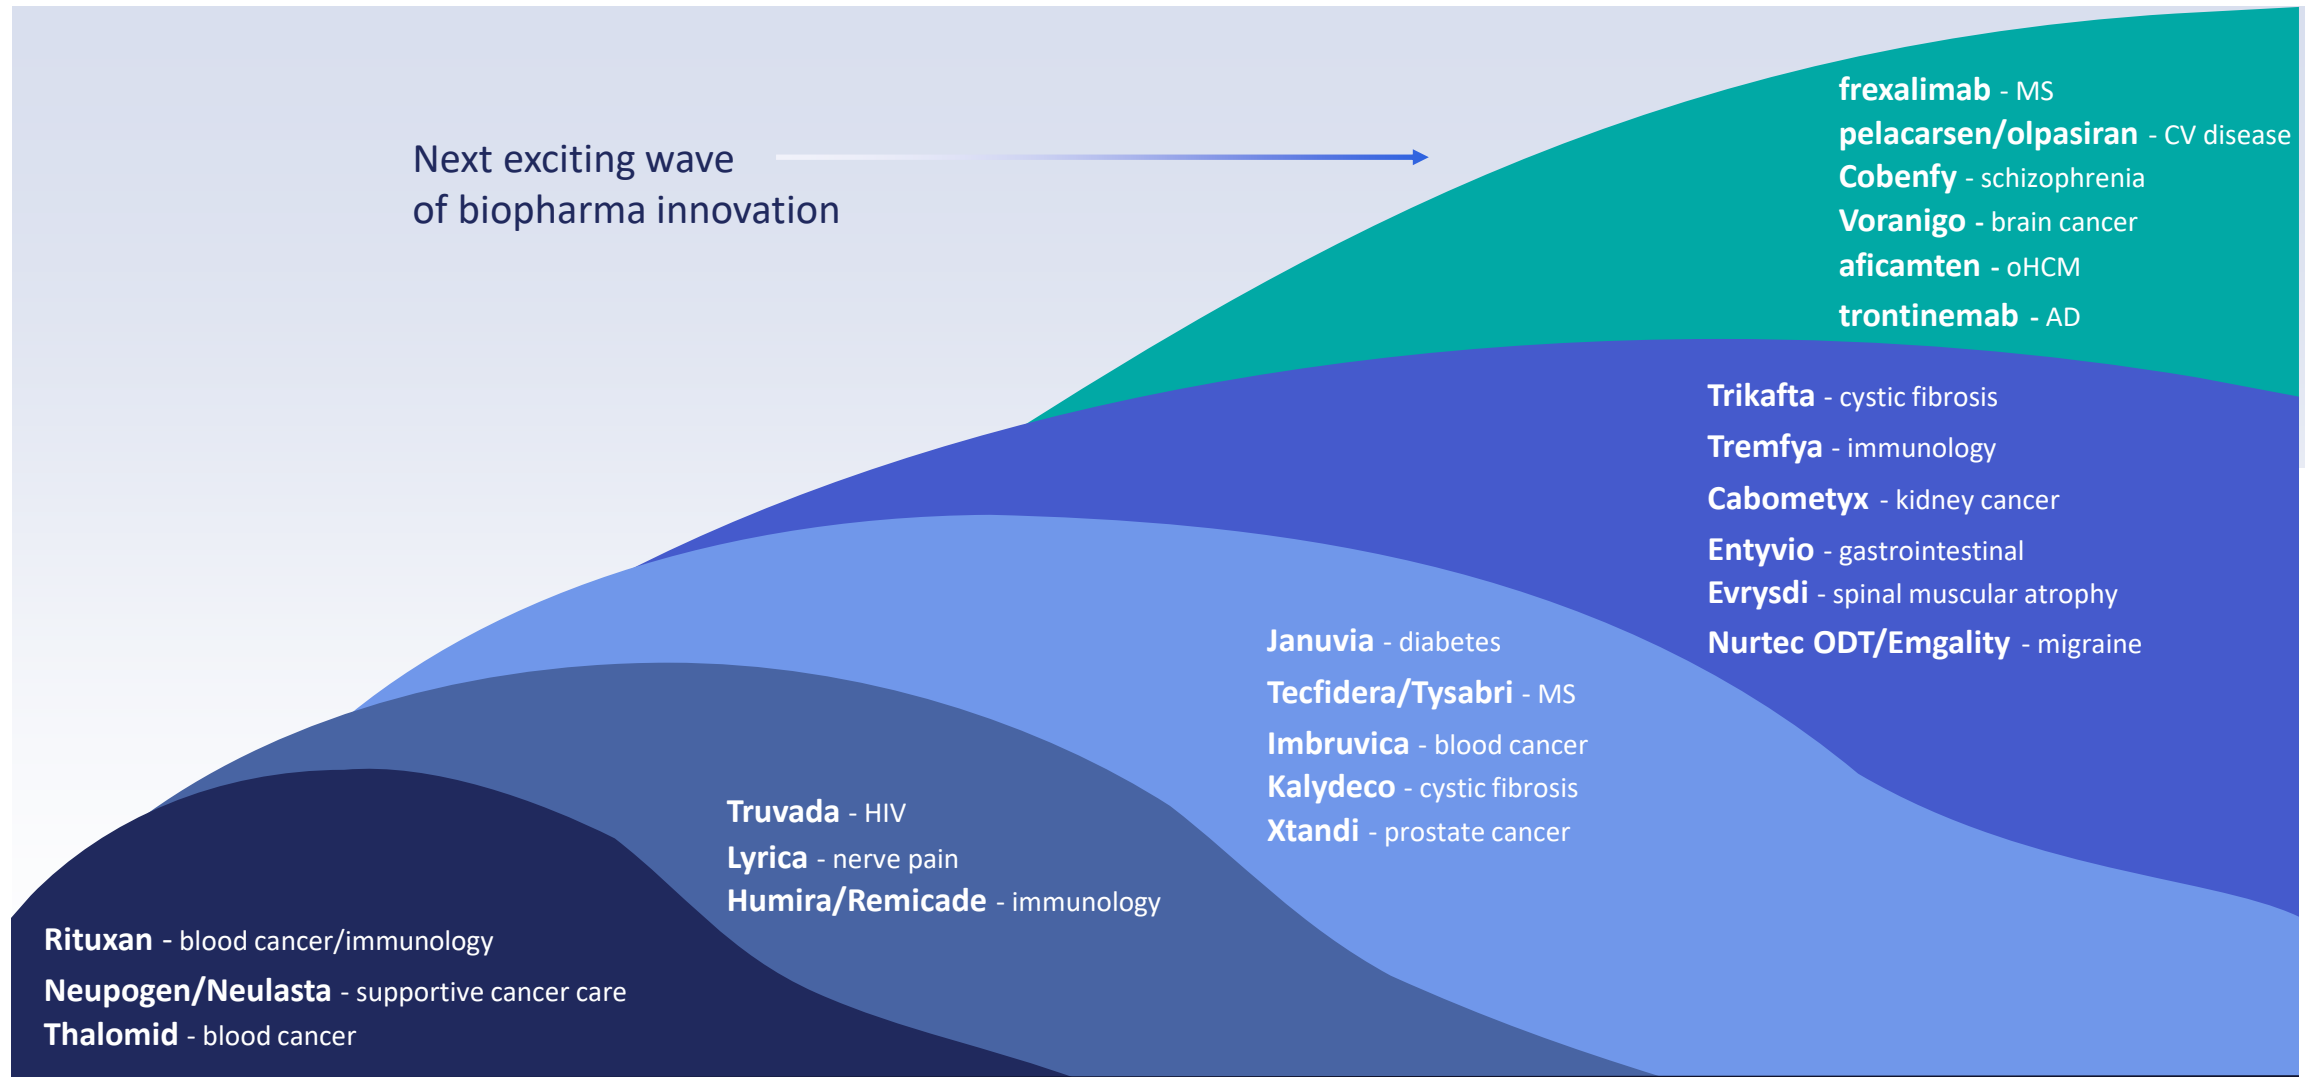 Next exciting wave
of biopharma innovation
frexalimab - MS
pelacarsen/olpasiran - CV disease
Cobenfy - schizophrenia
Voranigo - brain cancer
aficamten - oHCM
trontinemab - AD
Trikafta - cystic fibrosis
Tremfya - immunology
Cabometyx - kidney cancer
Entyvio - gastrointestinal
Evrysdi - spinal muscular atrophy
Nurtec ODT/Emgality - migraine
Januvia - diabetes
Tecfidera/Tysabri - MS
Imbruvica - blood cancer
Kalydeco - cystic fibrosis
Xtandi - prostate cancer
Truvada - HIV
Lyrica - nerve pain
Humira/Remicade - immunology
Rituxan - blood cancer/immunology
Neupogen/Neulasta - supportive cancer care
Thalomid - blood cancer